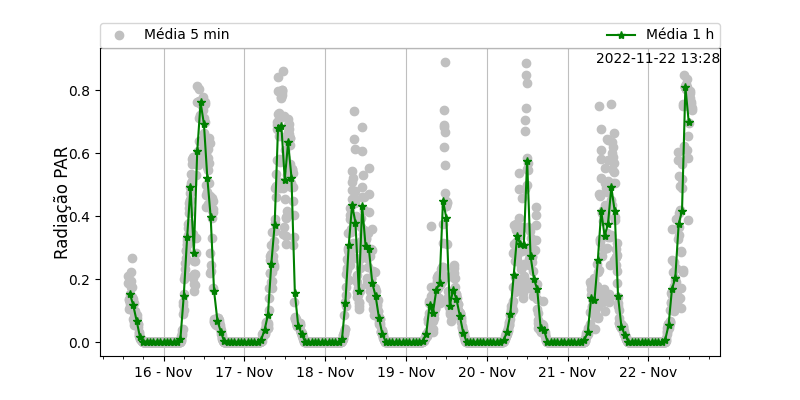 Média 5 min
Média 1 h
2022-11-22 13:28
Radiação PAR
0.8
0.6
0.4
0.2
0.0
16 - Nov
17 - Nov
18 - Nov
19 - Nov
20 - Nov
21 - Nov
22 - Nov